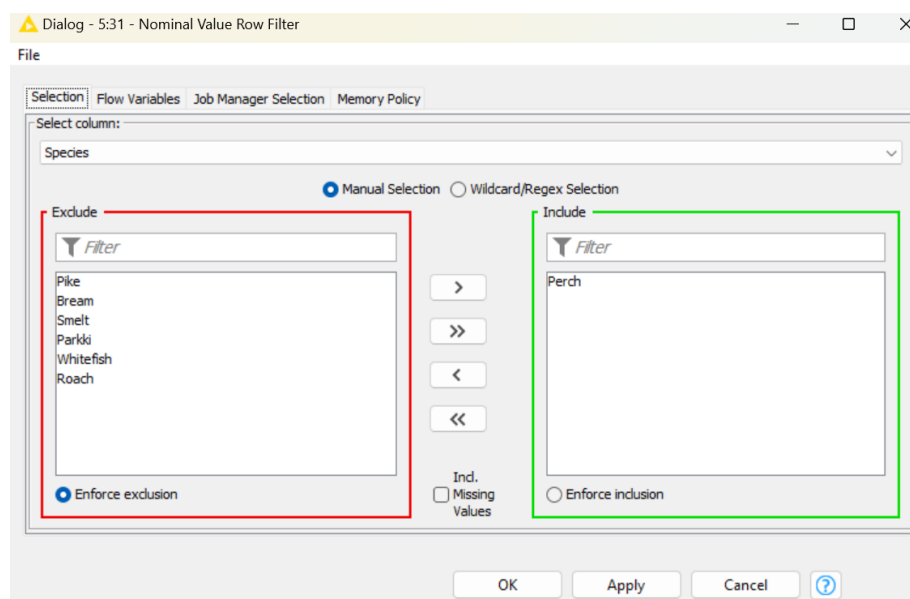 Dialog - 5:31 - Nominal Value Row Filter
File
Selection Flow Variables Job Manager Selection Memory Policy
Select column:
Species
Manual Selection Wildcard/Regex Selection
Exclude
Filter
Pike
Bream
Smelt
Parkki
Whitefish
Roach
Enforce exclusion
>
>>
<
<<
Incl.
Missing
Values
Include
Filter
Perch
Enforce inclusion
OK Apply Cancel ?